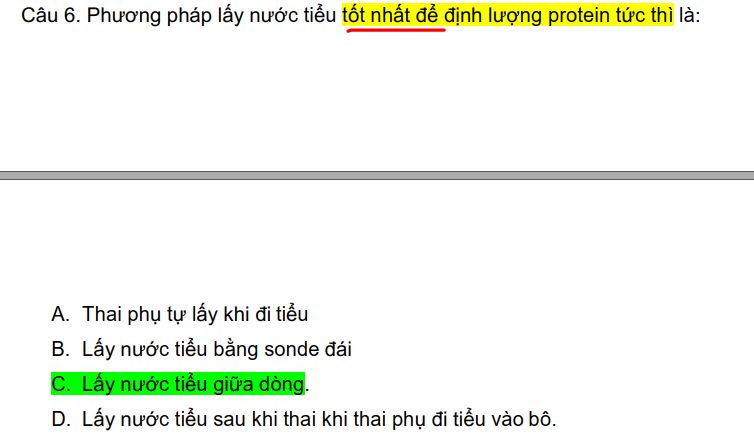 Câu 6. Phương pháp lấy nước tiểu tốt nhất để định lượng protein tức thì là:
A. Thai phụ tự lấy khi đi tiểu
B. Lấy nước tiểu bằng sonde đái
C. Lấy nước tiểu giữa dòng.
D. Lấy nước tiểu sau khi thai khi thai phụ đi tiểu vào bô.